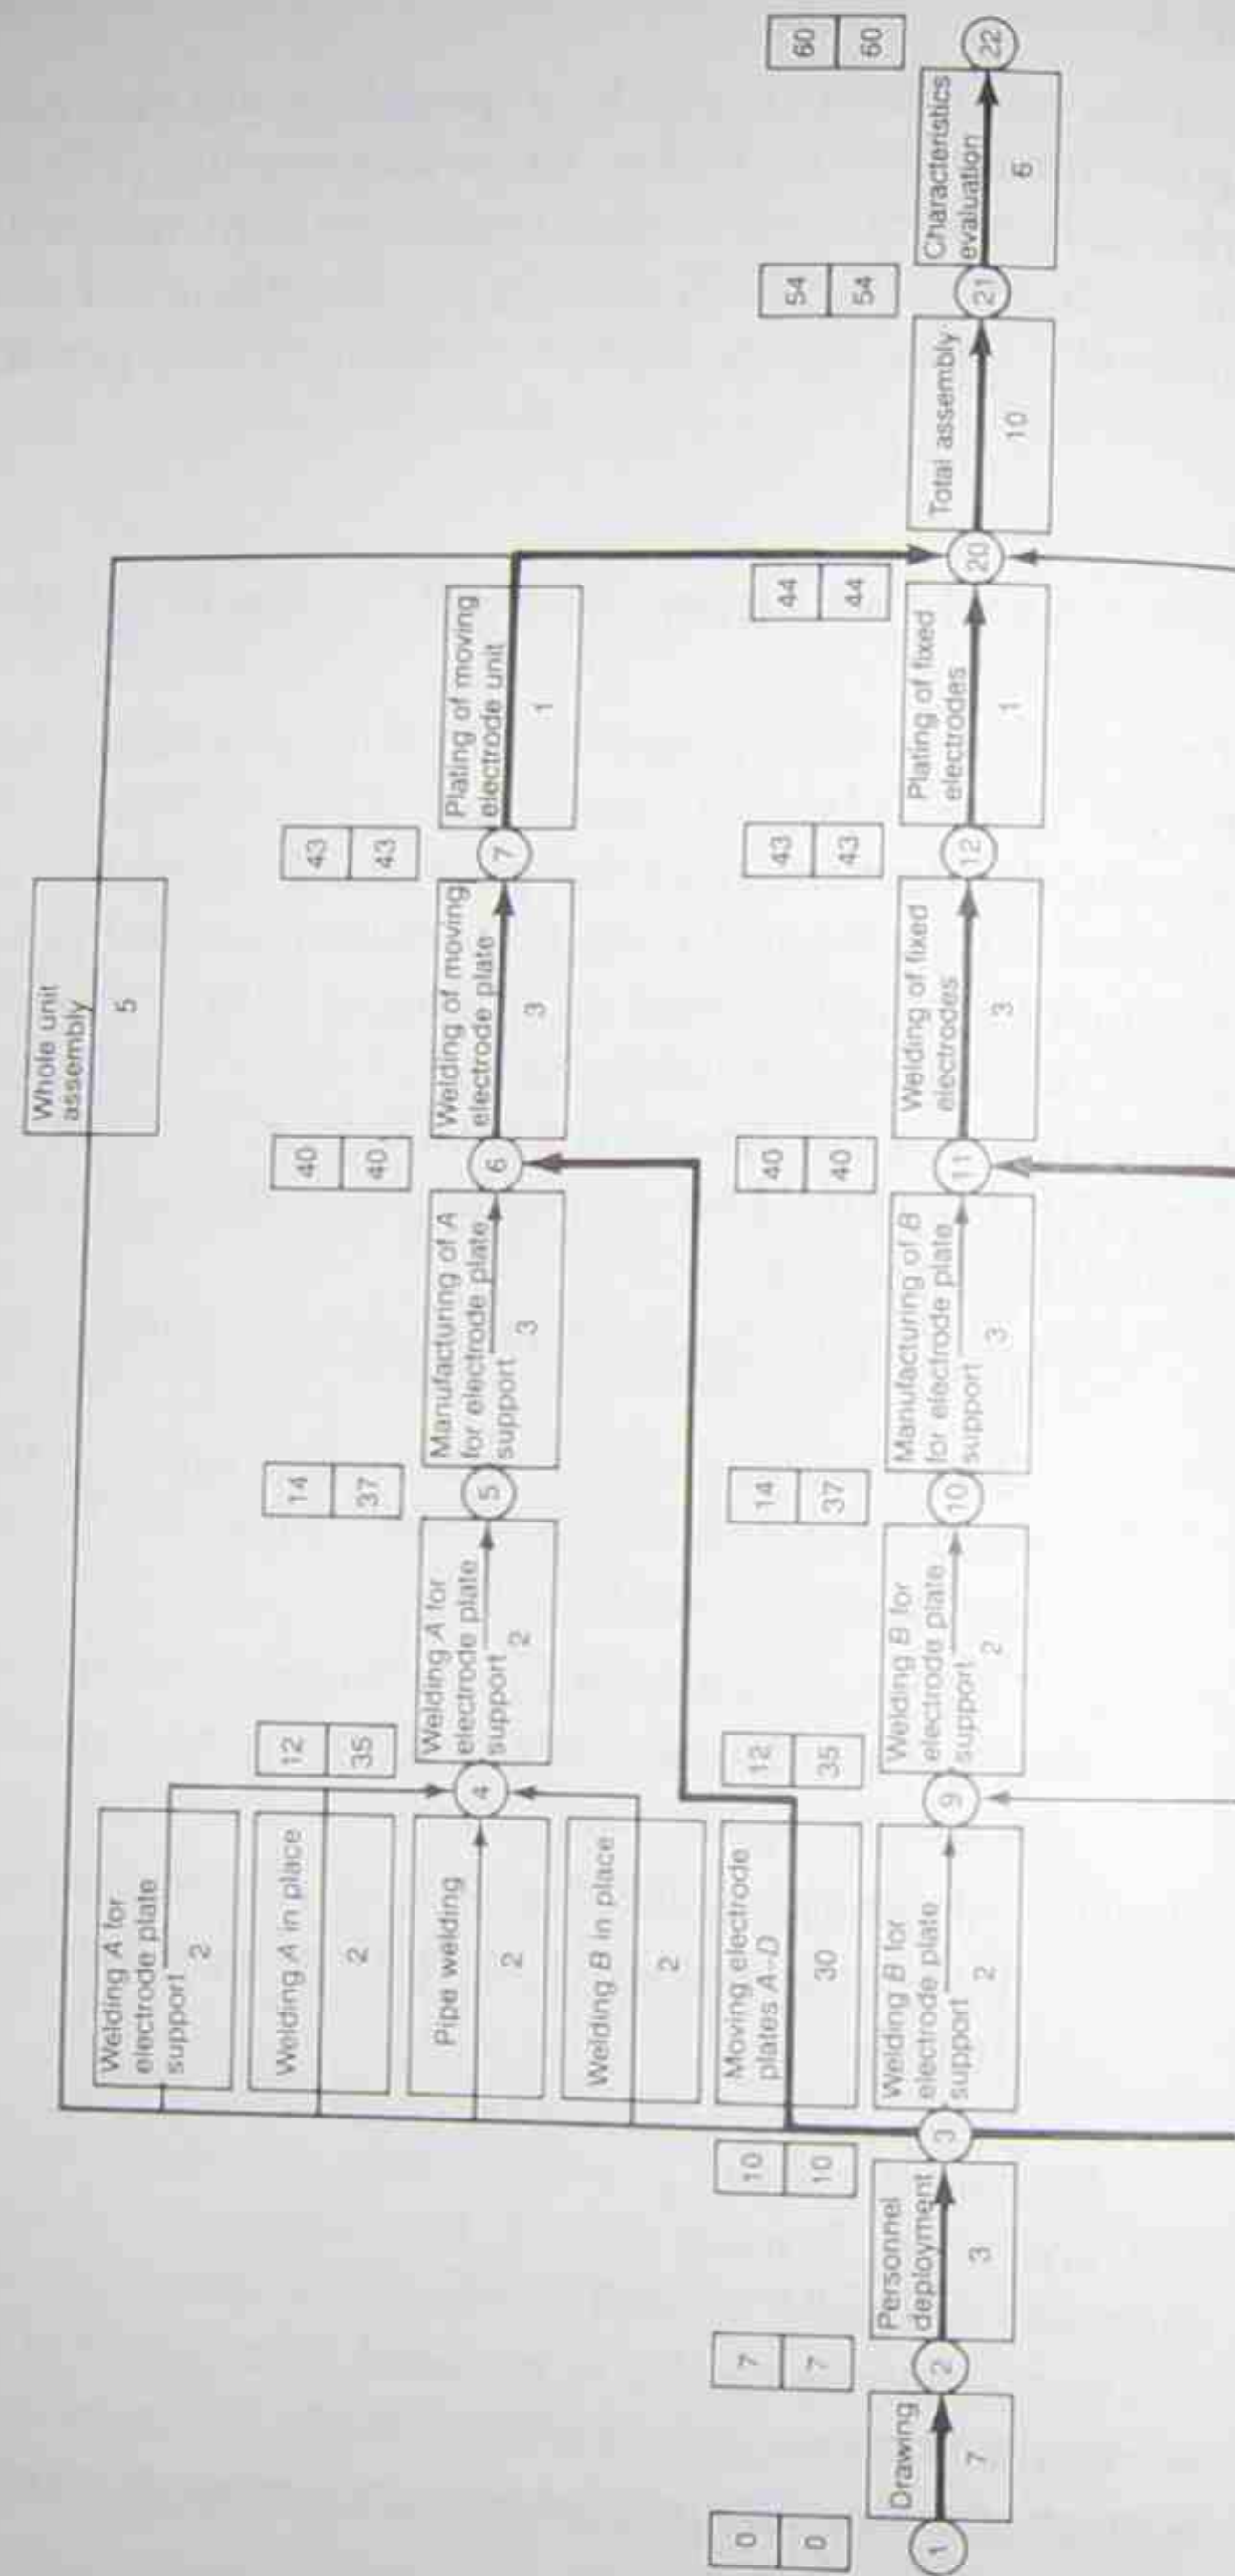 Whole unit
assembly
5
Welding A for
electrode plate
support
2
12
35
Welding A in place
2
Pipe welding
2
4
Welding A for
electrode plate
support
2
14
37
5
Manufacturing of A
for electrode plate
support
3
40
40
6
Welding of moving
electrode plate
3
43
43
7
Plating of moving
electrode unit
1
Welding B in place
2
Moving electrode
plates A-D
30
0
0
1
Drawing
7
7
7
2
Personnel
deployment
3
10
10
3
Welding B for
electrode plate
support
2
12
35
9
Welding B for
electrode plate
support
2
14
37
10
Manufacturing of B
for electrode plate
support
3
40
40
11
Welding of fixed
electrodes
3
43
43
12
Plating of fixed
electrodes
1
44
44
20
Total assembly
10
54
54
21
Characteristics
evaluation
6
60
60
22